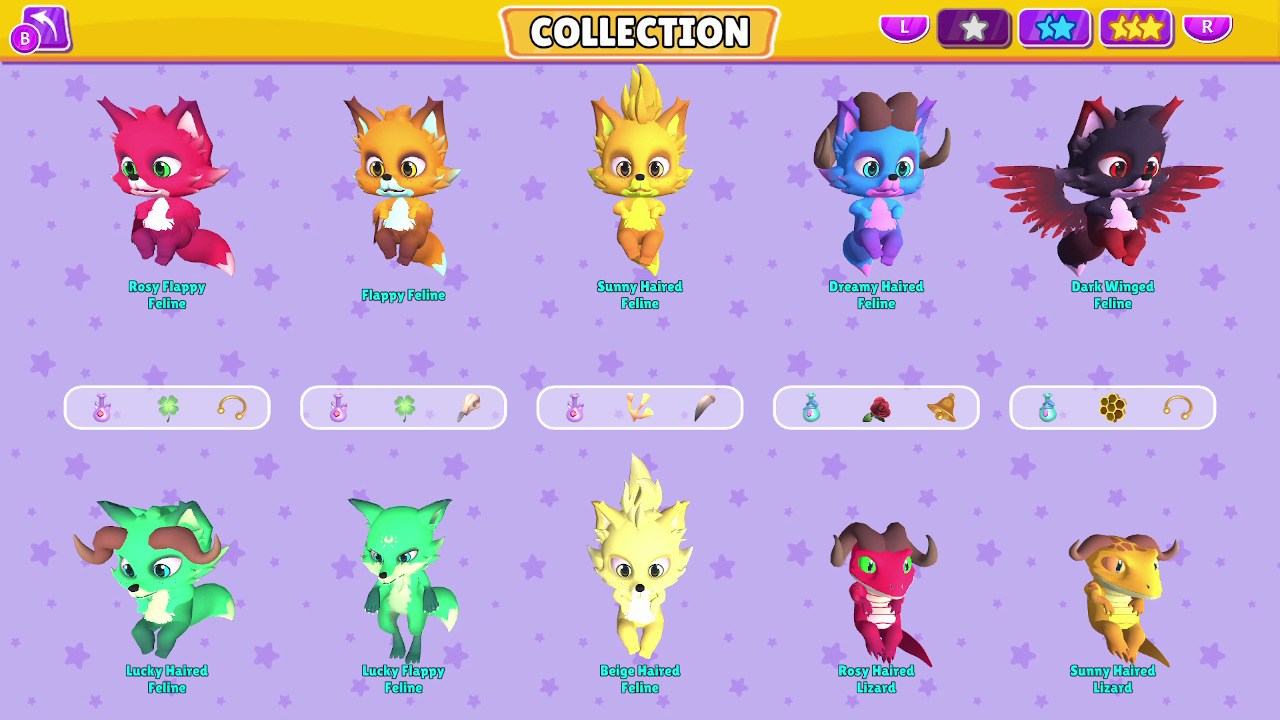 B
COLLECTION
L
R
Rosy Flappy
Feline
Flappy Feline
Sunny Haired
Feline
Dreamy Haired
Feline
Dark Winged
Feline
Lucky Haired
Feline
Lucky Flappy
Feline
Beige Haired
Feline
Rosy Haired
Lizard
Sunny Haired
Lizard